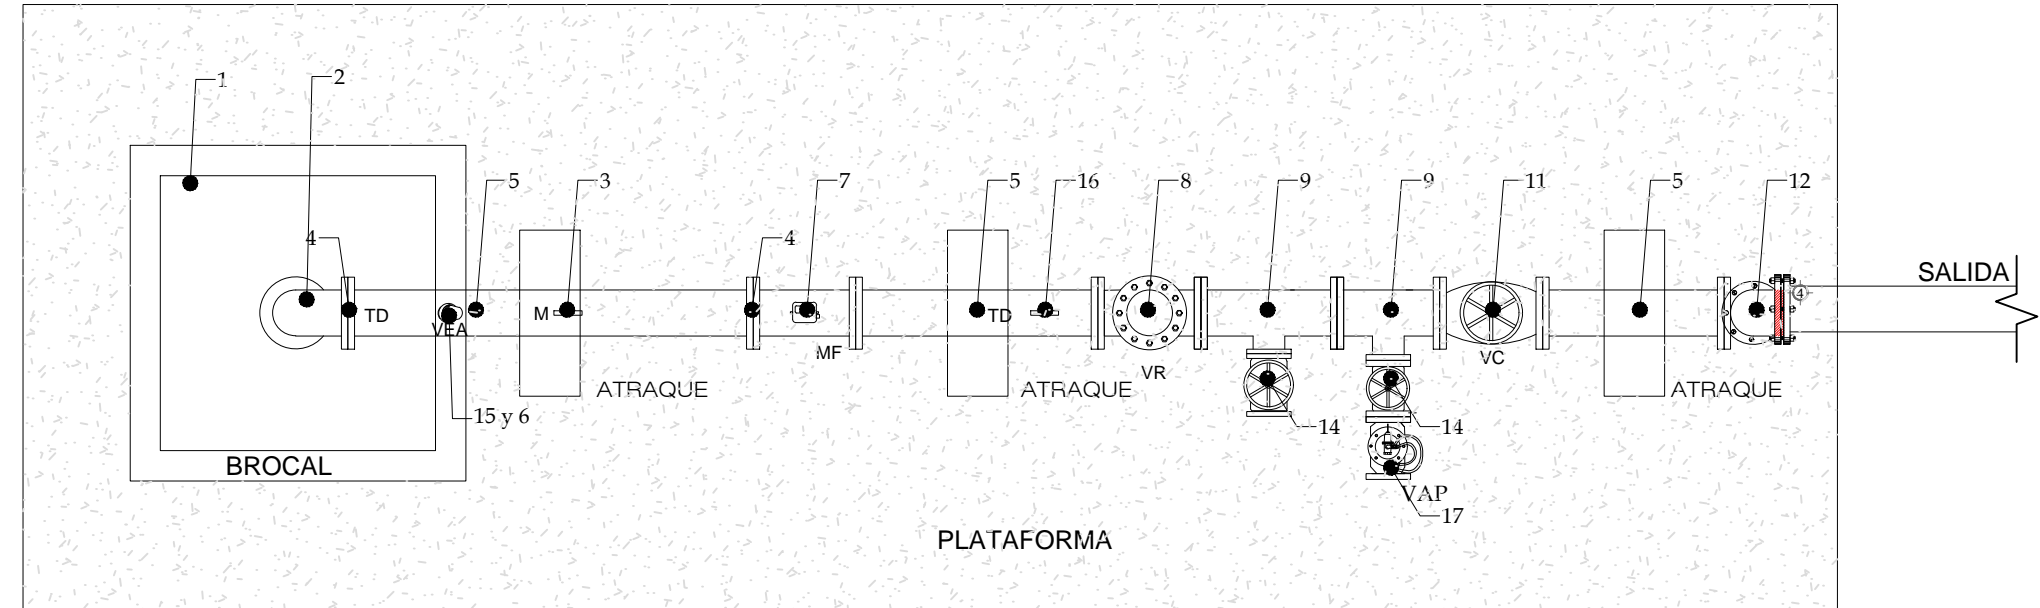 1
2
5
3
7
5
16
8
9
9
11
5
12
4
4
SALIDA
4
TD
VEA
M
MF
TD
VR
VC
ATRAQUE
ATRAQUE
ATRAQUE
15 y 6
14
14
BROCAL
VAP
17
PLATAFORMA